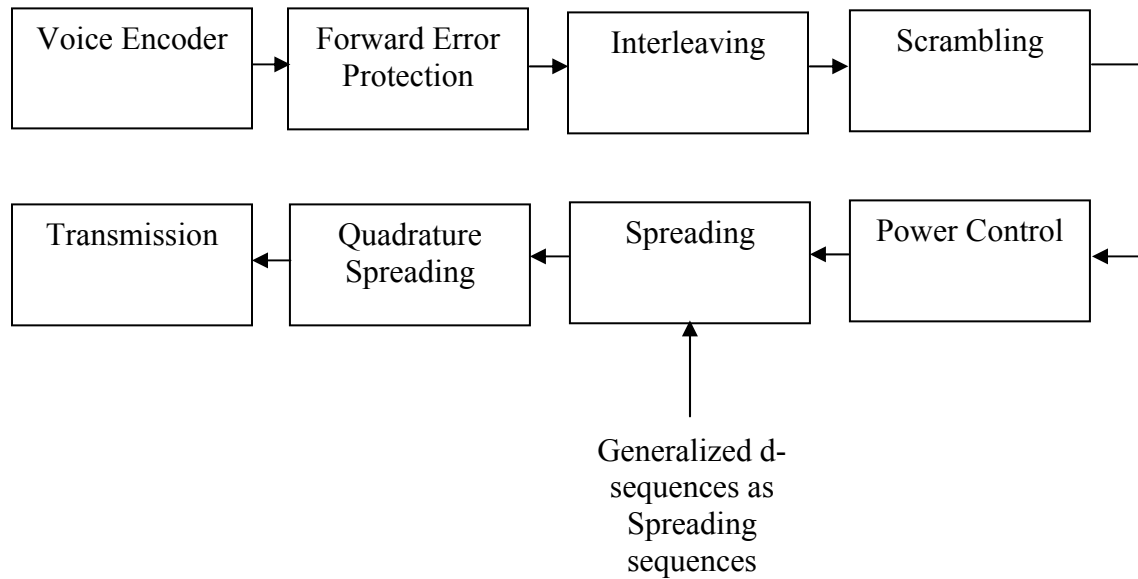 Voice Encoder
Forward Error
Protection
Interleaving
Scrambling
Transmission
Quadrature
Spreading
Spreading
Power Control
Generalized d-
sequences as
Spreading
sequences